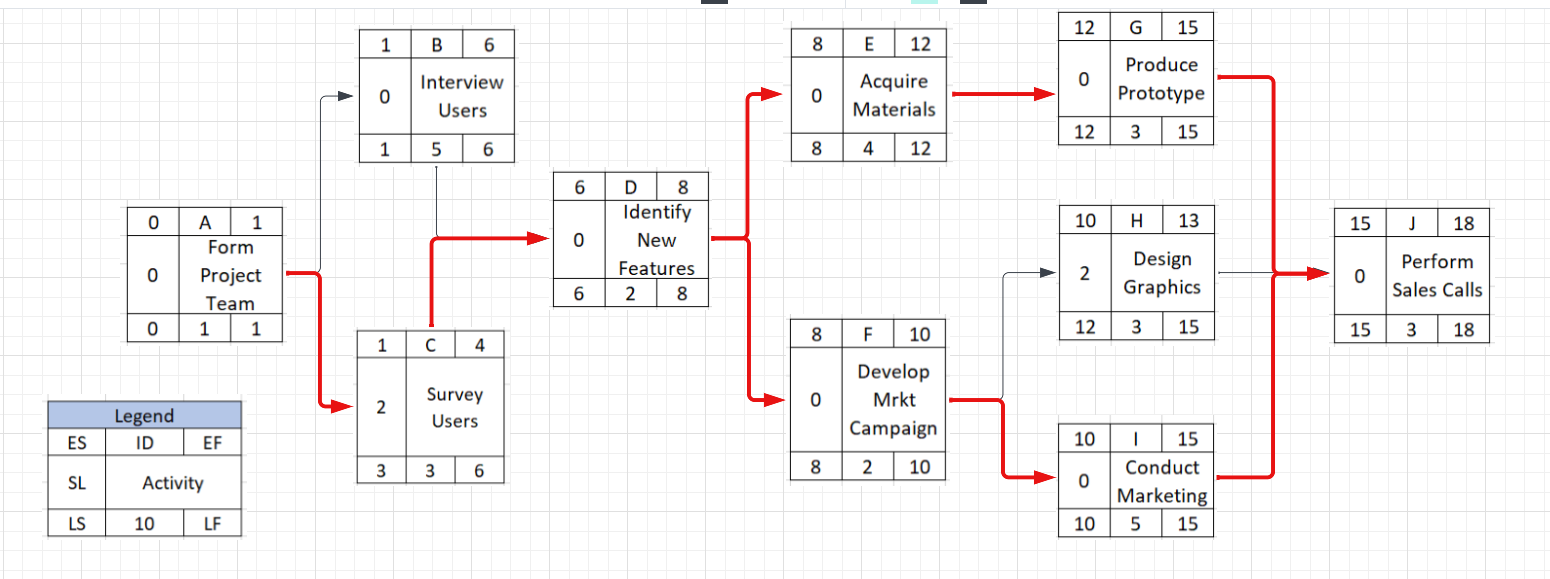 1 B 6
0 Interview
Users
1 5 6
8 E 12
0 Acquire
Materials
8 4 12
12 G 15
0 Produce
Prototype
12 3 15
0 A 1
0 Form
Project
Team
0 1 1
6 D 8
0 Identify
New
Features
6 2 8
10 H 13
2 Design
Graphics
12 3 15
15 J 18
0 Perform
Sales Calls
15 3 18
1 C 4
2 Survey
Users
3 3 6
8 F 10
0 Develop
Mrkt
Campaign
8 2 10
10 I 15
0 Conduct
Marketing
10 5 15
Legend
ES ID EF
SL Activity
LS 10 LF